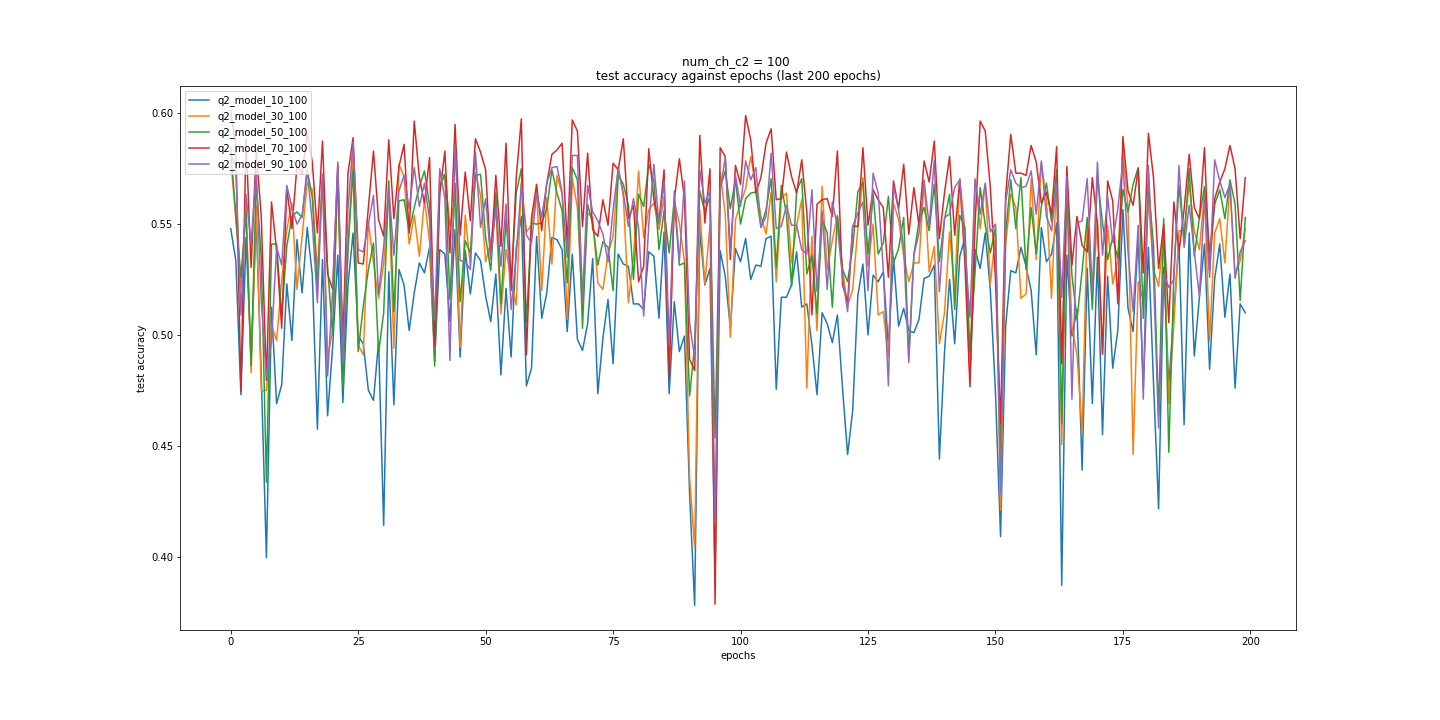 num_ch_c2 = 100
test accuracy against epochs (last 200 epochs)
q2_model_10_100
q2_model_30_100
q2_model_50_100
q2_model_70_100
q2_model_90_100
0.60
0.55
0.50
0.45
0.40
test accuracy
0 25 50 75 100 125 150 175 200
epochs